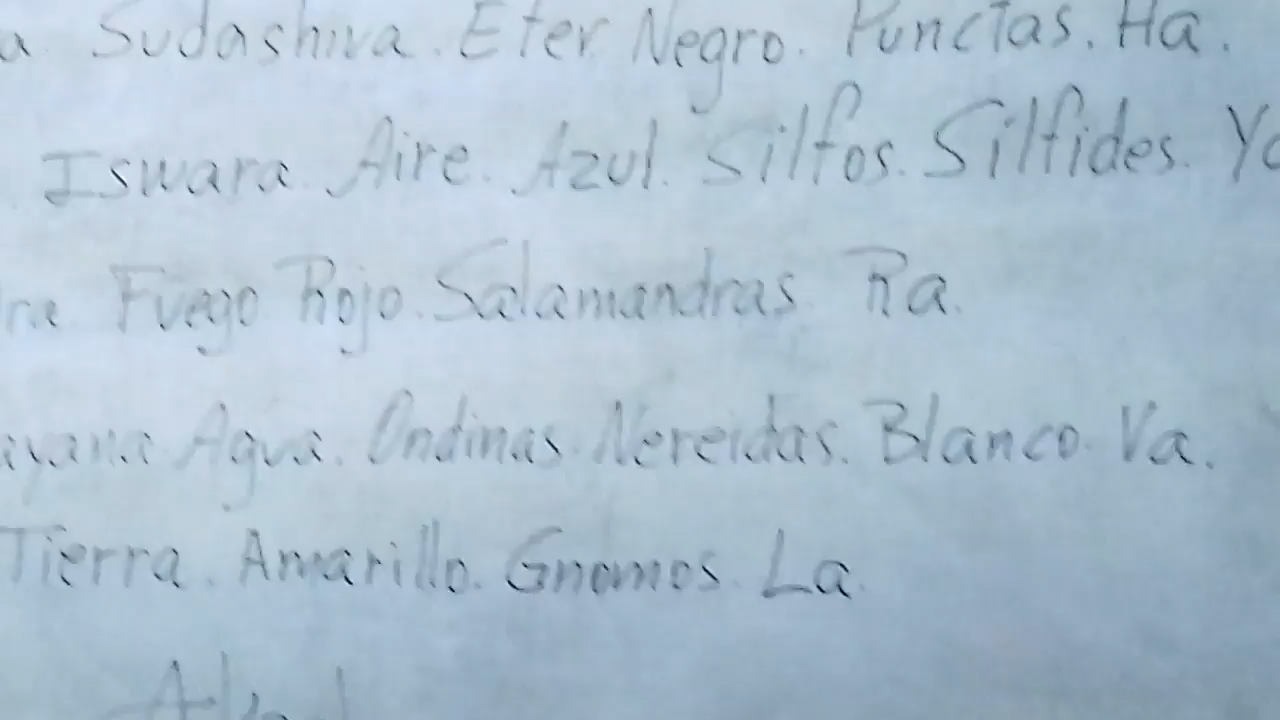 a. Sudashiva. Eter Negro. Punctas. Ha.
Iswara. Aire. Azul. Silfos. Silfides.
Fuego Rojo. Salamandras. Ra.
Agua. Ondinas. Nereidas. Blanco. Va.
Tierra. Amarillo. Gnomos. La.